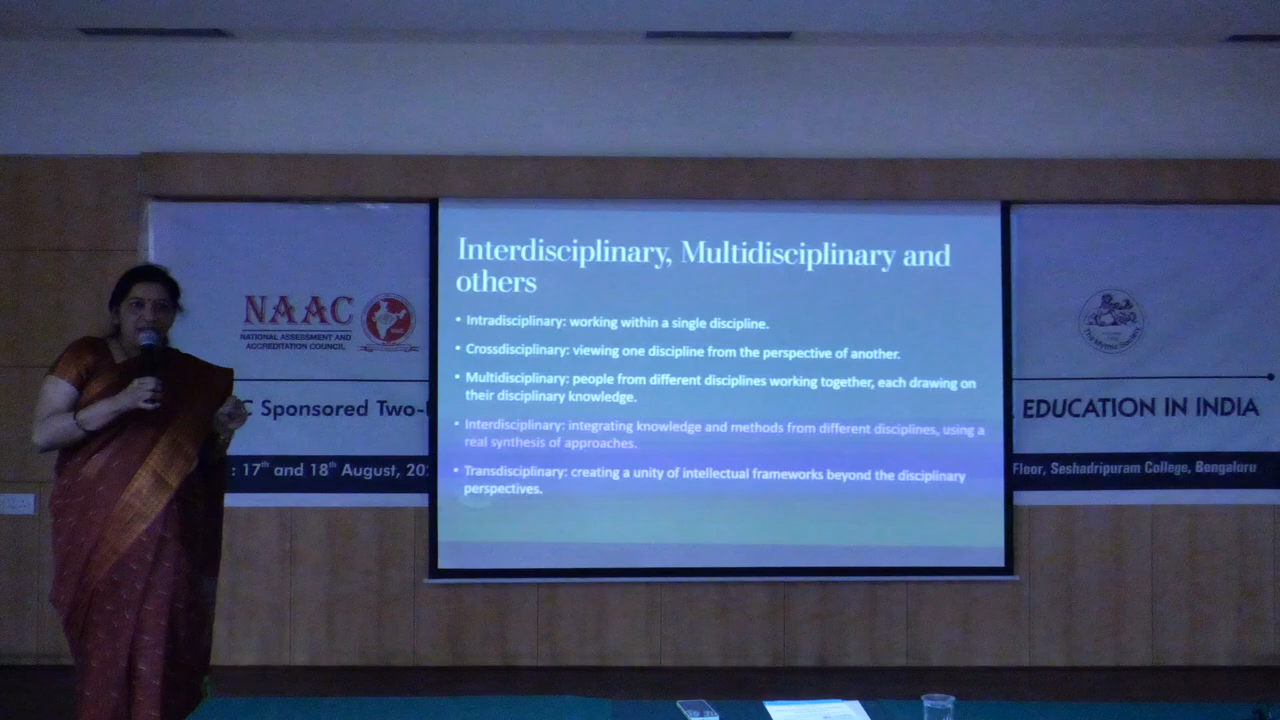 Interdisciplinary, Multidisciplinary and
others
• Intradisciplinary: working within a single discipline.
• Crossdisciplinary: viewing one discipline from the perspective of another.
• Multidisciplinary: people from different disciplines working together, each drawing on
their disciplinary knowledge.
• Interdisciplinary: integrating knowledge and methods from different disciplines, using a
real synthesis of approaches.
• Transdisciplinary: creating a unity of intellectual frameworks beyond the disciplinary
perspectives.
NAAC
NATIONAL ASSESSMENT AND
ACCREDITATION COUNCIL
The Mythic Society
C Sponsored Two-
EDUCATION IN INDIA
: 17th and 18th August, 20
Floor, Seshadripuram College, Bengaluru